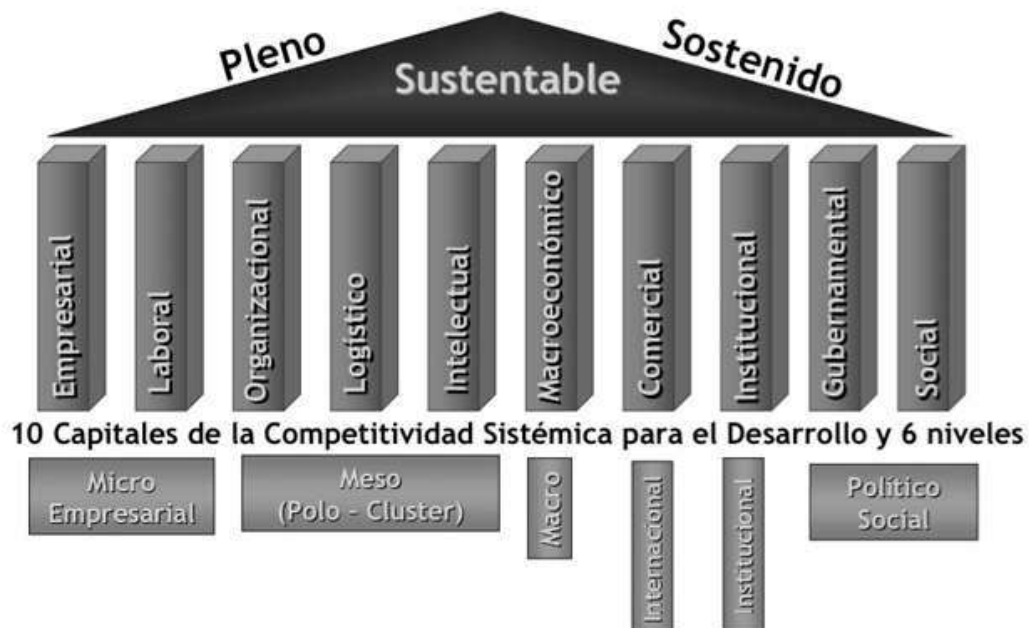 Pleno
Sostenido
Sustentable
Empresarial
Laboral
Organizacional
Logístico
Intelectual
Macroeconómico
Comercial
Institucional
Gubernamental
Social
10 Capitales de la Competitividad Sistémica para el Desarrollo y 6 niveles
Micro
Empresarial
Meso
(Polo - Cluster)
Macro
Internacional
Institucional
Político
Social